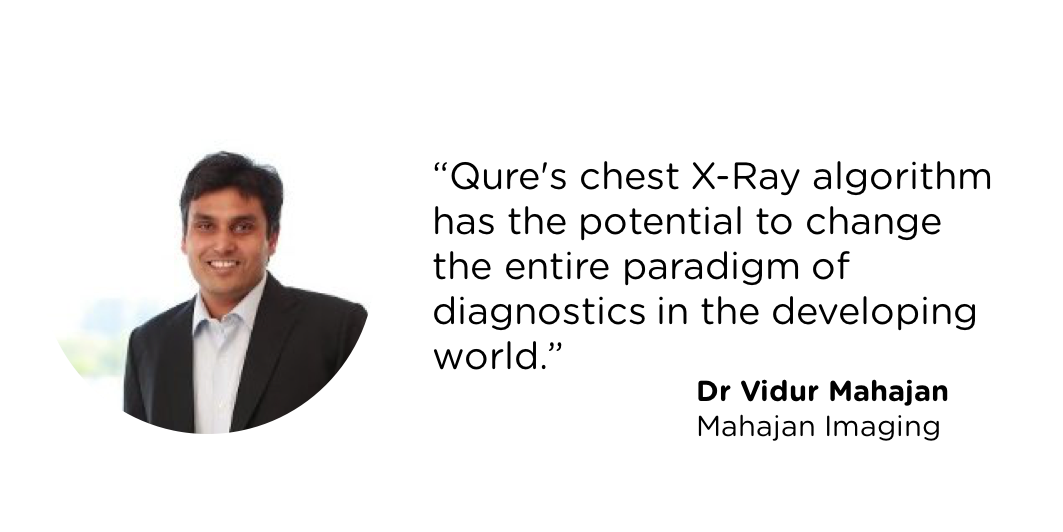 “Qure's chest X-Ray algorithm
has the potential to change
the entire paradigm of
diagnostics in the developing
world.”
Dr Vidur Mahajan
Mahajan Imaging